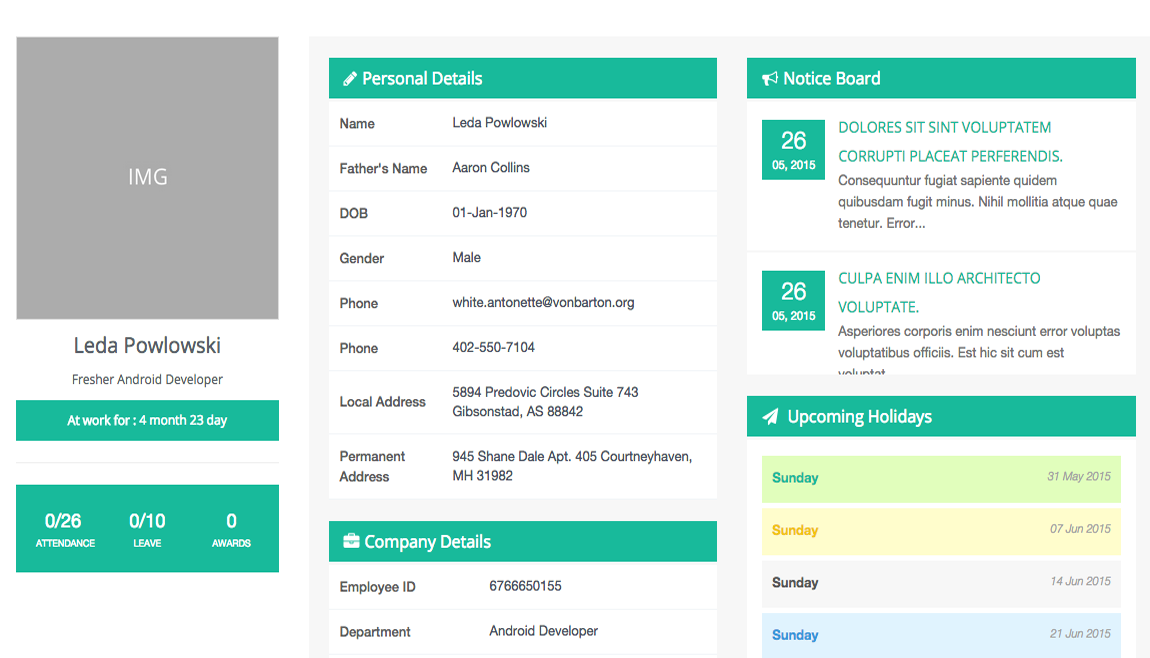 IMG
Leda Powlowski
Fresher Android Developer
At work for : 4 month 23 day
0/26 0/10 0
ATTENDANCE LEAVE AWARDS
Personal Details
Name Leda Powlowski
Father's Name Aaron Collins
DOB 01-Jan-1970
Gender Male
Phone white.antonette@vonbarton.org
Phone 402-550-7104
Local Address 5894 Predovic Circles Suite 743
Gibsonstad, AS 88842
Permanent 945 Shane Dale Apt. 405 Courtneyhaven,
Address MH 31982
Company Details
Employee ID 6766650155
Department Android Developer
Notice Board
26
05, 2015
DOLORES SIT SINT VOLUPTATEM
CORRUPTI PLACEAT PERFERENDIS.
Consequuntur fugiat sapiente quidem
quibusdam fugit minus. Nihil mollitia atque quae
tenetur. Error...
26
05, 2015
CULPA ENIM ILLO ARCHITECTO
VOLUPTATE.
Asperiores corporis enim nesciunt error voluptas
voluptatibus officiis. Est hic sit cum est
voluptat
Upcoming Holidays
Sunday 31 May 2015
Sunday 07 Jun 2015
Sunday 14 Jun 2015
Sunday 21 Jun 2015